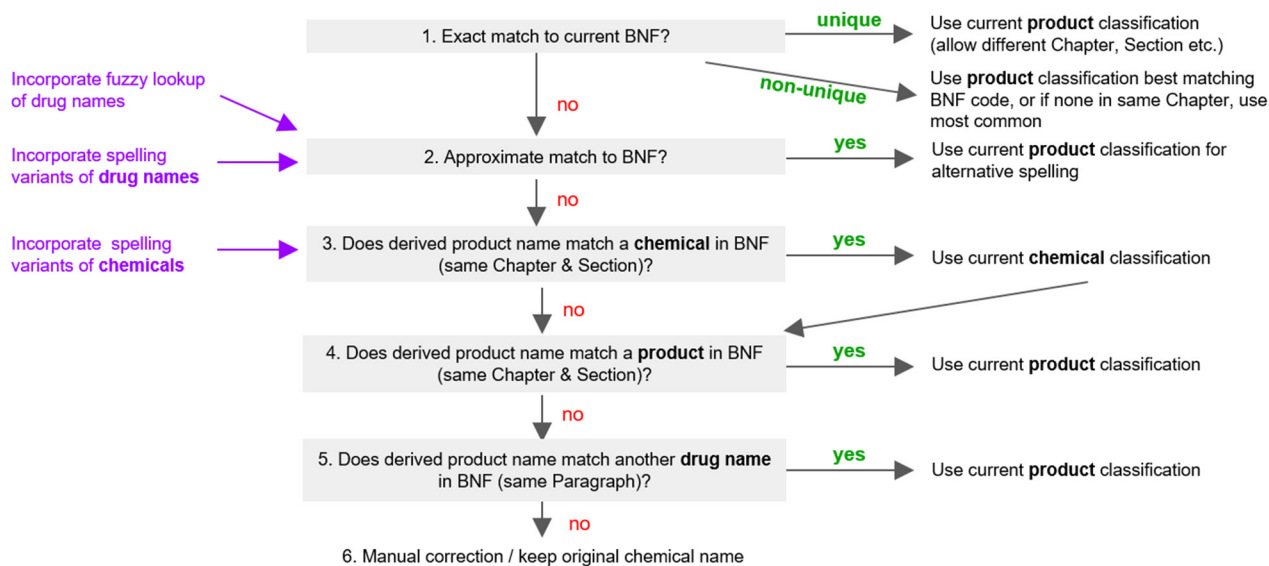 1. Exact match to current BNF?
unique
Use current product classification
(allow different Chapter, Section etc.)
non-unique
Use product classification best matching
BNF code, or if none in same Chapter, use
most common
Incorporate fuzzy lookup
of drug names
no
Incorporate spelling
variants of drug names
2. Approximate match to BNF?
yes
Use current product classification for
alternative spelling
no
Incorporate spelling
variants of chemicals
3. Does derived product name match a chemical in BNF
(same Chapter & Section)?
yes
Use current chemical classification
no
4. Does derived product name match a product in BNF
(same Chapter & Section)?
yes
Use current product classification
no
5. Does derived product name match another drug name
in BNF (same Paragraph)?
yes
Use current product classification
no
6. Manual correction / keep original chemical name